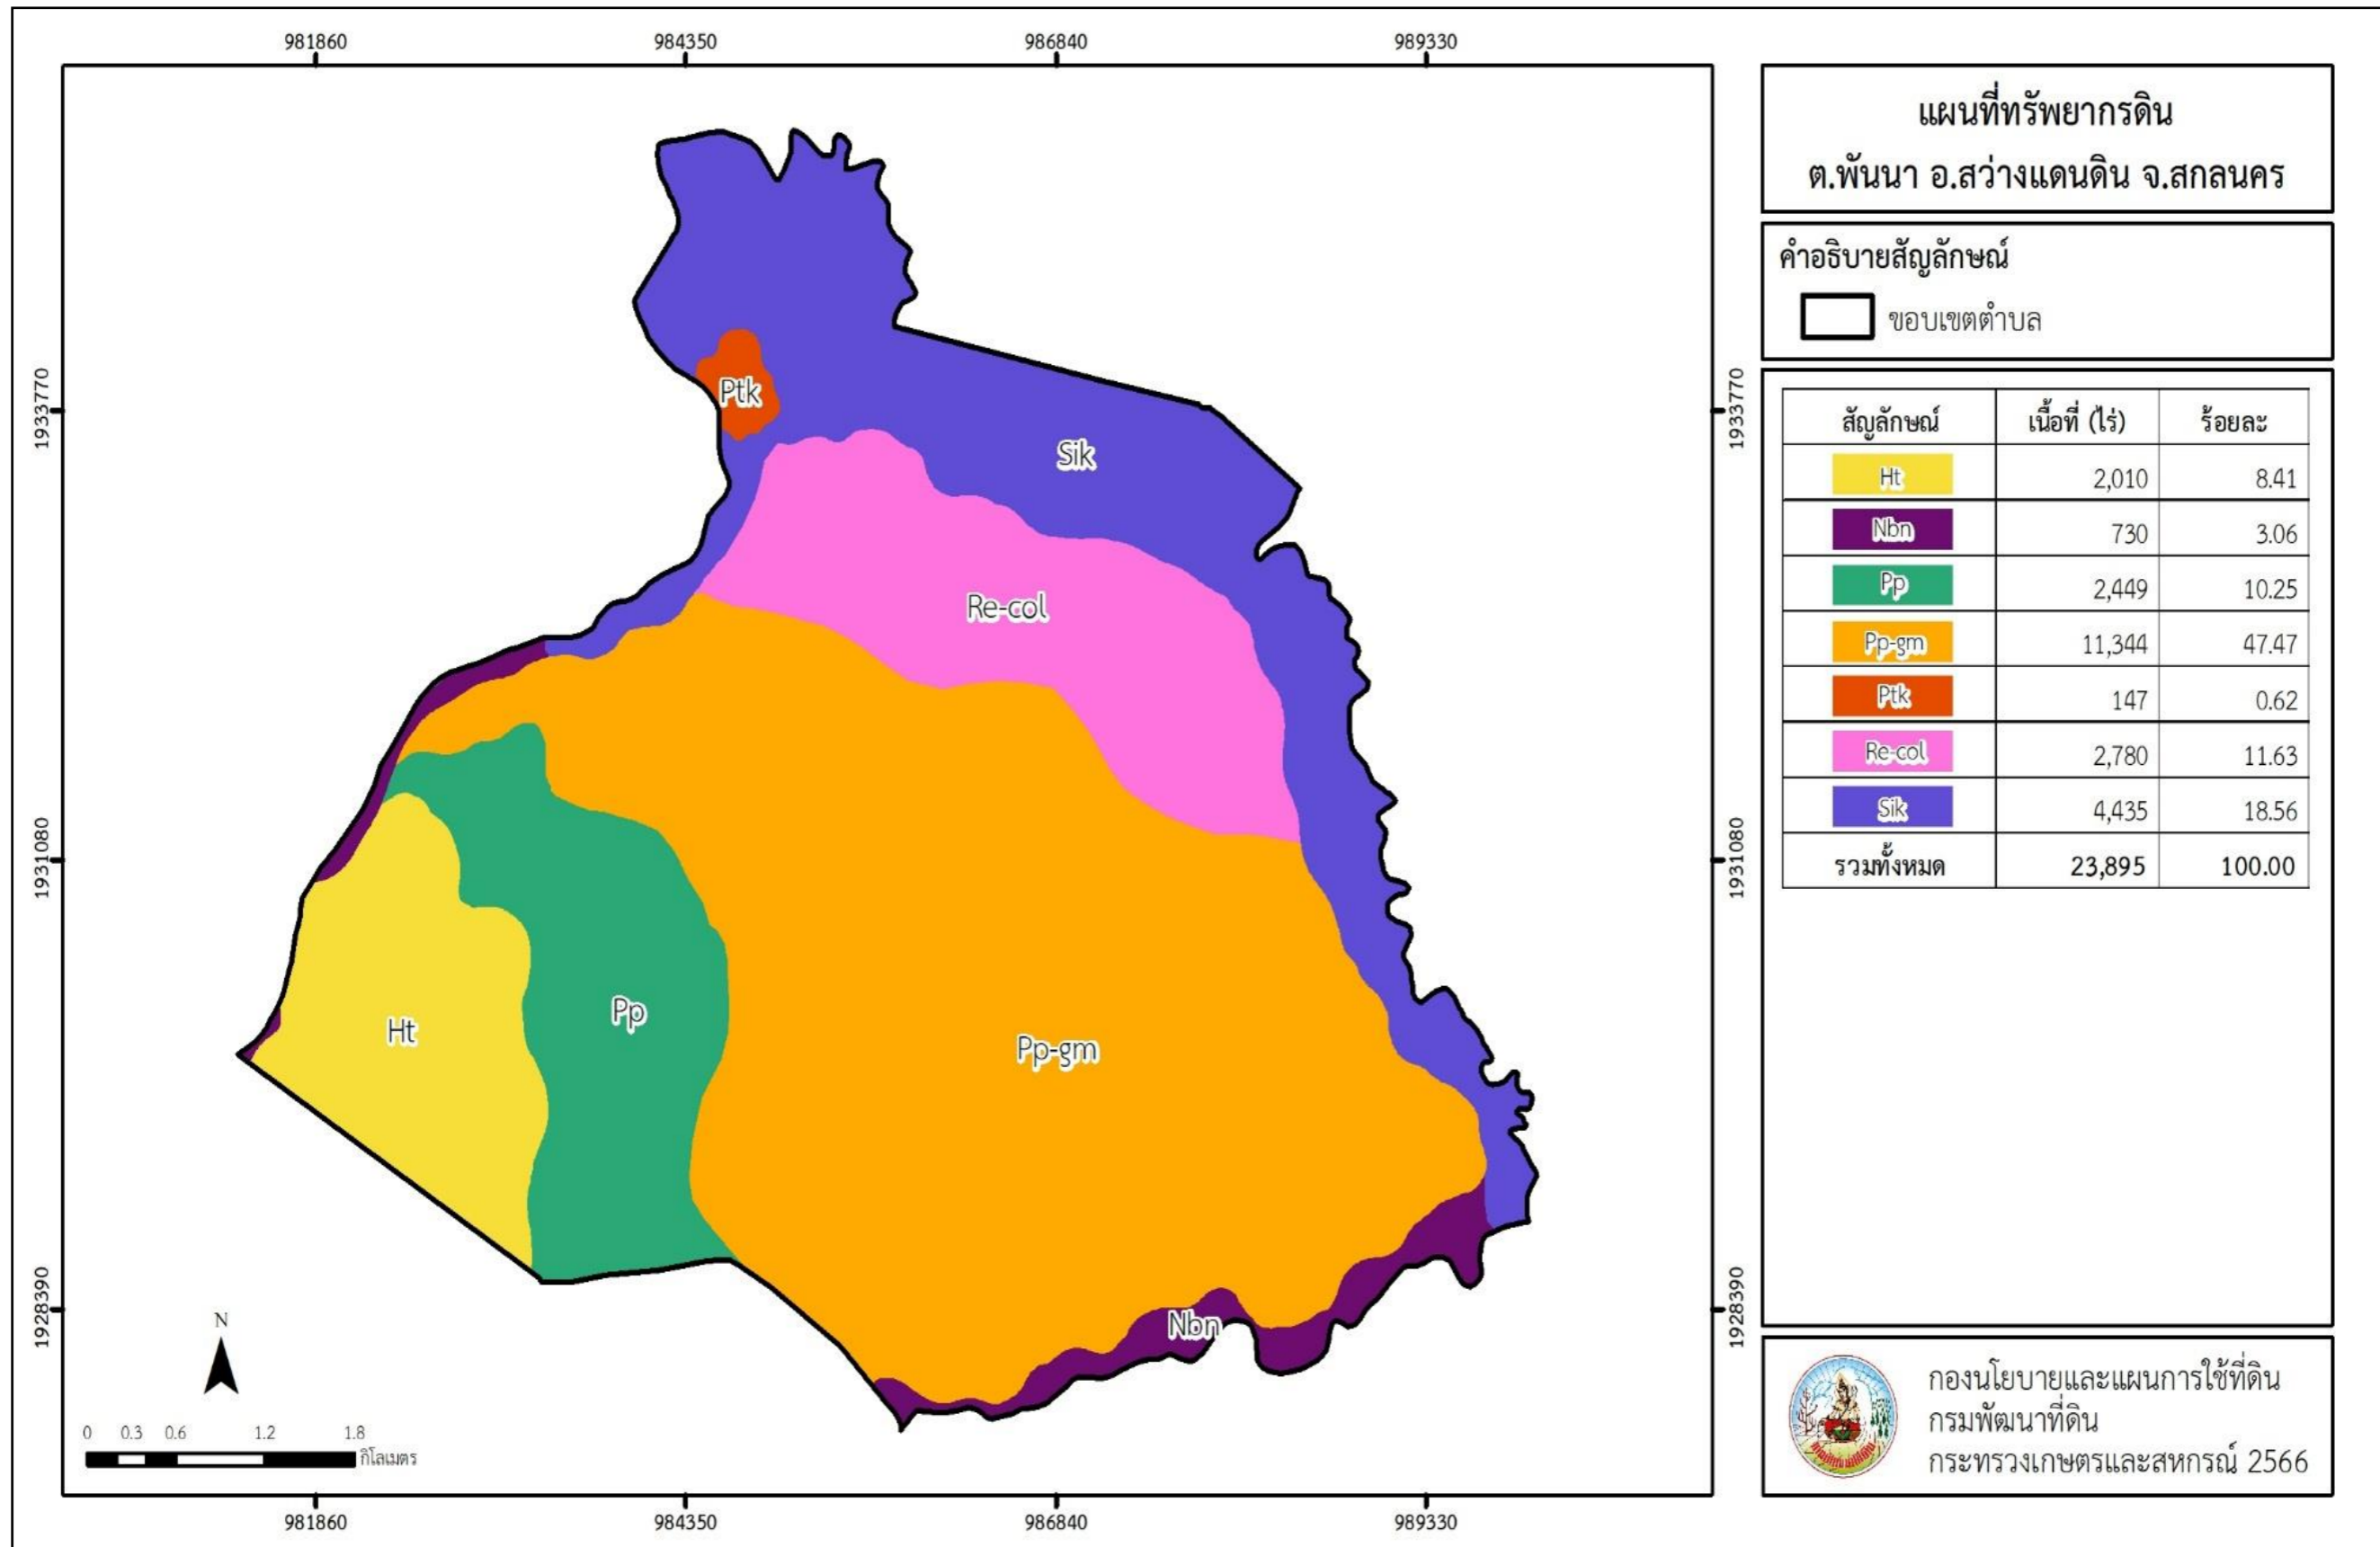 981860 984350 986840 989330
แผนที่ทรัพยากรดิน
ต.พันนา อ.สว่างแดนดิน จ.สกลนคร
คำอธิบายสัญลักษณ์
ขอบเขตตำบล
1933770 1933770
1931080 1931080
1928390 1928390
Ptk
Sik
Re-col
Pp
Ht
Pp-gm
Nbn
สัญลักษณ์ เนื้อที่ (ไร่) ร้อยละ
Ht 2,010 8.41
Nbn 730 3.06
Pp 2,449 10.25
Pp-gm 11,344 47.47
Ptk 147 0.62
Re-col 2,780 11.63
Sik 4,435 18.56
รวมทั้งหมด 23,895 100.00
N
0 0.3 0.6 1.2 1.8
กิโลเมตร
กองนโยบายและแผนการใช้ที่ดิน
กรมพัฒนาที่ดิน
กระทรวงเกษตรและสหกรณ์ 2566
981860 984350 986840 989330